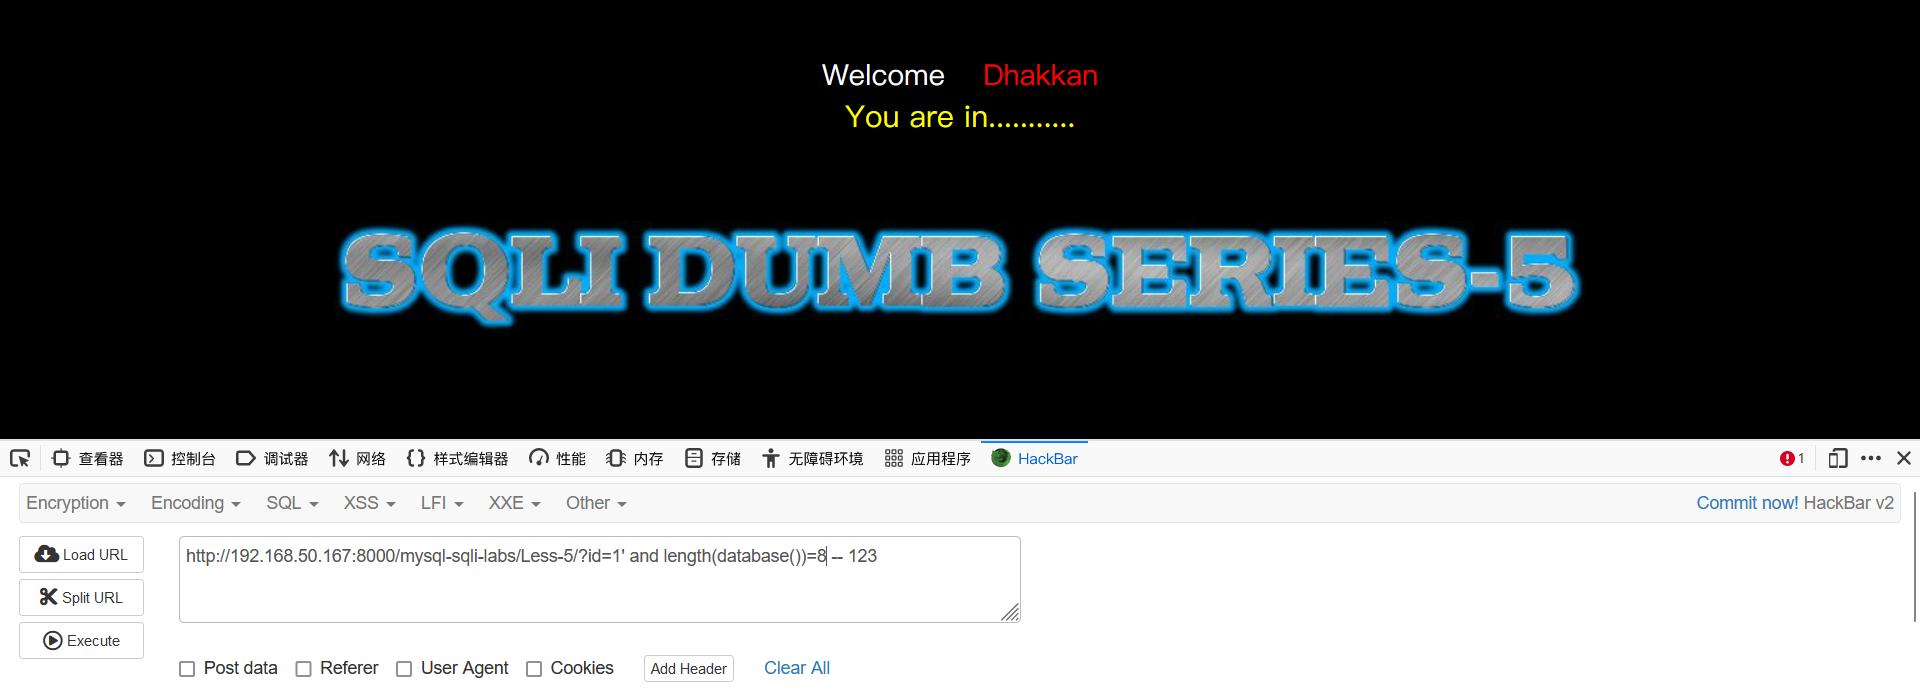 Welcome Dhakkan
You are in...........
SQLI DUMB SERIES-5
查看器 控制台 调试器 网络 样式编辑器 性能 内存 存储 无障碍环境 应用程序 HackBar 1
Encryption Encoding SQL XSS LFI XXE Other Commit now! HackBar v2
Load URL http://192.168.50.167:8000/mysql-sqli-labs/Less-5/?id=1' and length(database())=8 -- 123
Split URL
Execute
Post data Referer User Agent Cookies Add Header Clear All